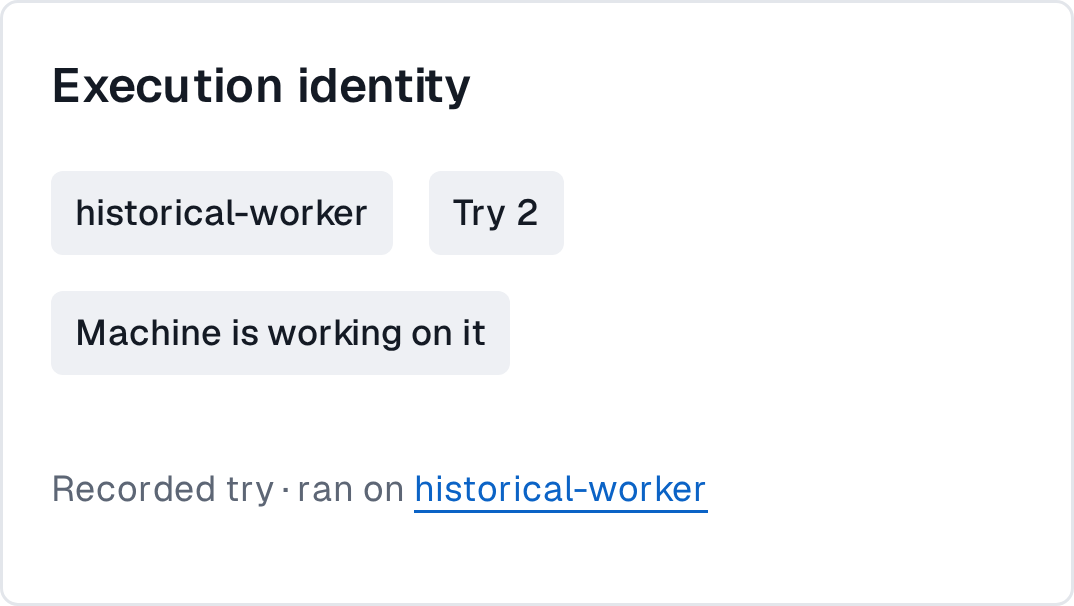 Execution identity
historical-worker Try 2
Machine is working on it
Recorded try · ran on historical-worker